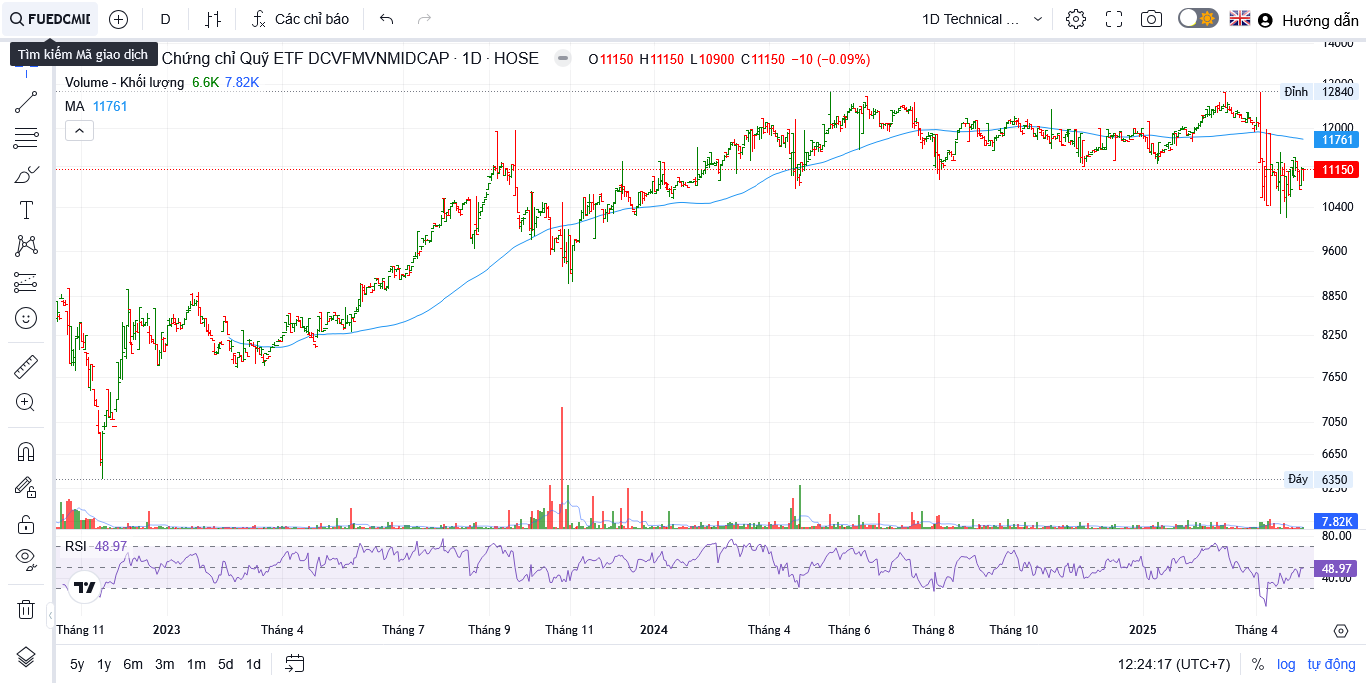 FUEDCMID
D
Các chỉ báo
1D Technical ...
Hướng dẫn
Tìm kiếm Mã giao dịch
Chứng chỉ Quỹ ETF DCVFMVNMIDCAP · 1D · HOSE
O11150 H11150 L10900 C11150 −10 (−0.09%)
Volume - Khối lượng 6.6K 7.82K
MA 11761
14000
12000
Đỉnh 12840
12000
11761
11150
10400
9600
8850
8250
7650
7050
6650
Đáy 6350
6250
7.82K
RSI 48.97
80.00
48.97
40.00
Tháng 11 2023 Tháng 4 Tháng 7 Tháng 9 Tháng 11 2024 Tháng 4 Tháng 6 Tháng 8 Tháng 10 2025 Tháng 4
5y 1y 6m 3m 1m 5d 1d
12:24:17 (UTC+7) % log tự động